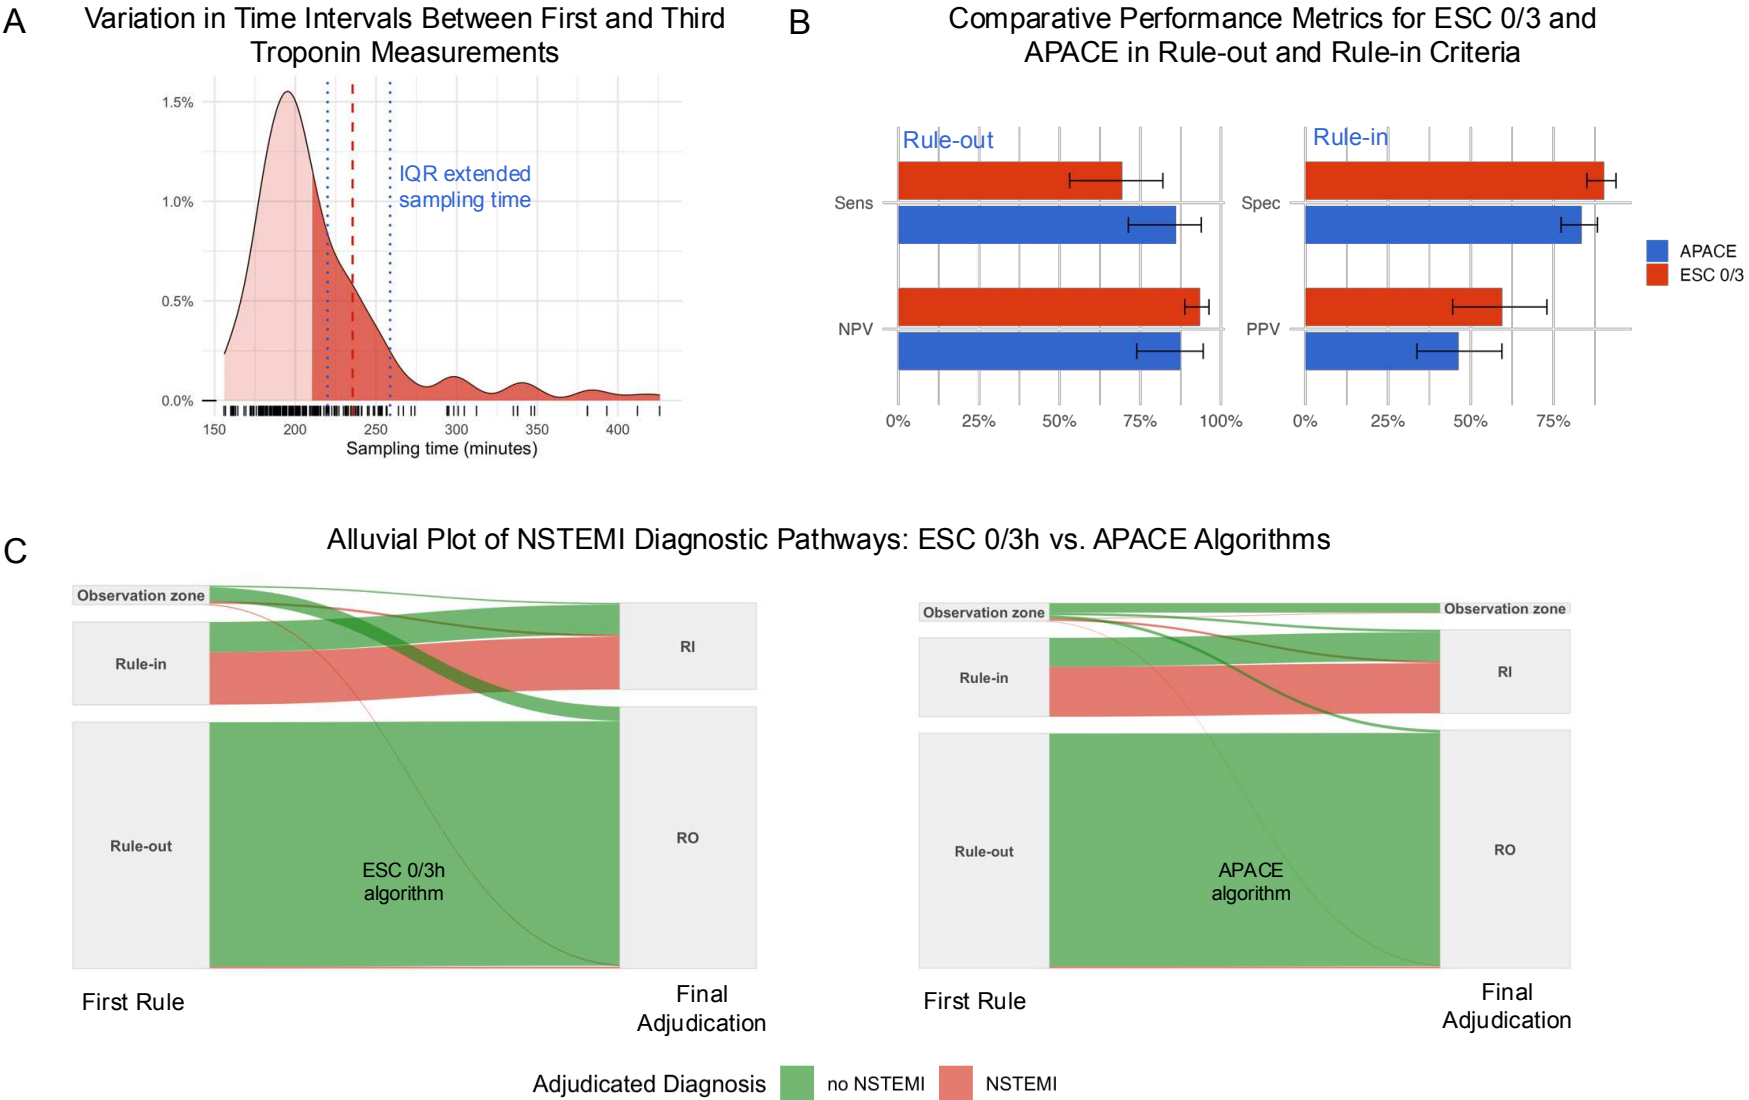 A
Variation in Time Intervals Between First and Third
Troponin Measurements
1.5%
1.0%
0.5%
0.0%
IQR extended
sampling time
150 200 250 300 350 400
Sampling time (minutes)
B
Comparative Performance Metrics for ESC 0/3 and
APACE in Rule-out and Rule-in Criteria
Rule-out
Sens
NPV
0% 25% 50% 75% 100%
Rule-in
Spec
PPV
0% 25% 50% 75%
APACE
ESC 0/3
C
Alluvial Plot of NSTEMI Diagnostic Pathways: ESC 0/3h vs. APACE Algorithms
Observation zone
Rule-in
Rule-out
RI
RO
ESC 0/3h
algorithm
First Rule
Final
Adjudication
Observation zone
Rule-in
Rule-out
Observation zone
RI
RO
APACE
algorithm
First Rule
Final
Adjudication
Adjudicated Diagnosis no NSTEMI NSTEMI